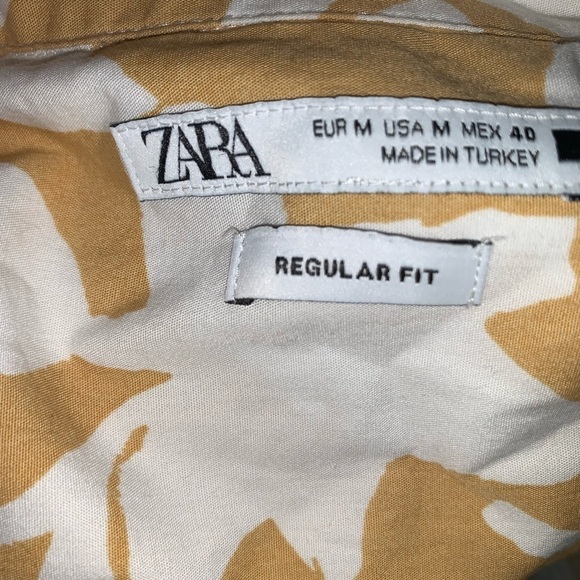 ZARA
EUR M USA M MEX 40
MADE IN TURKEY
REGULAR FIT